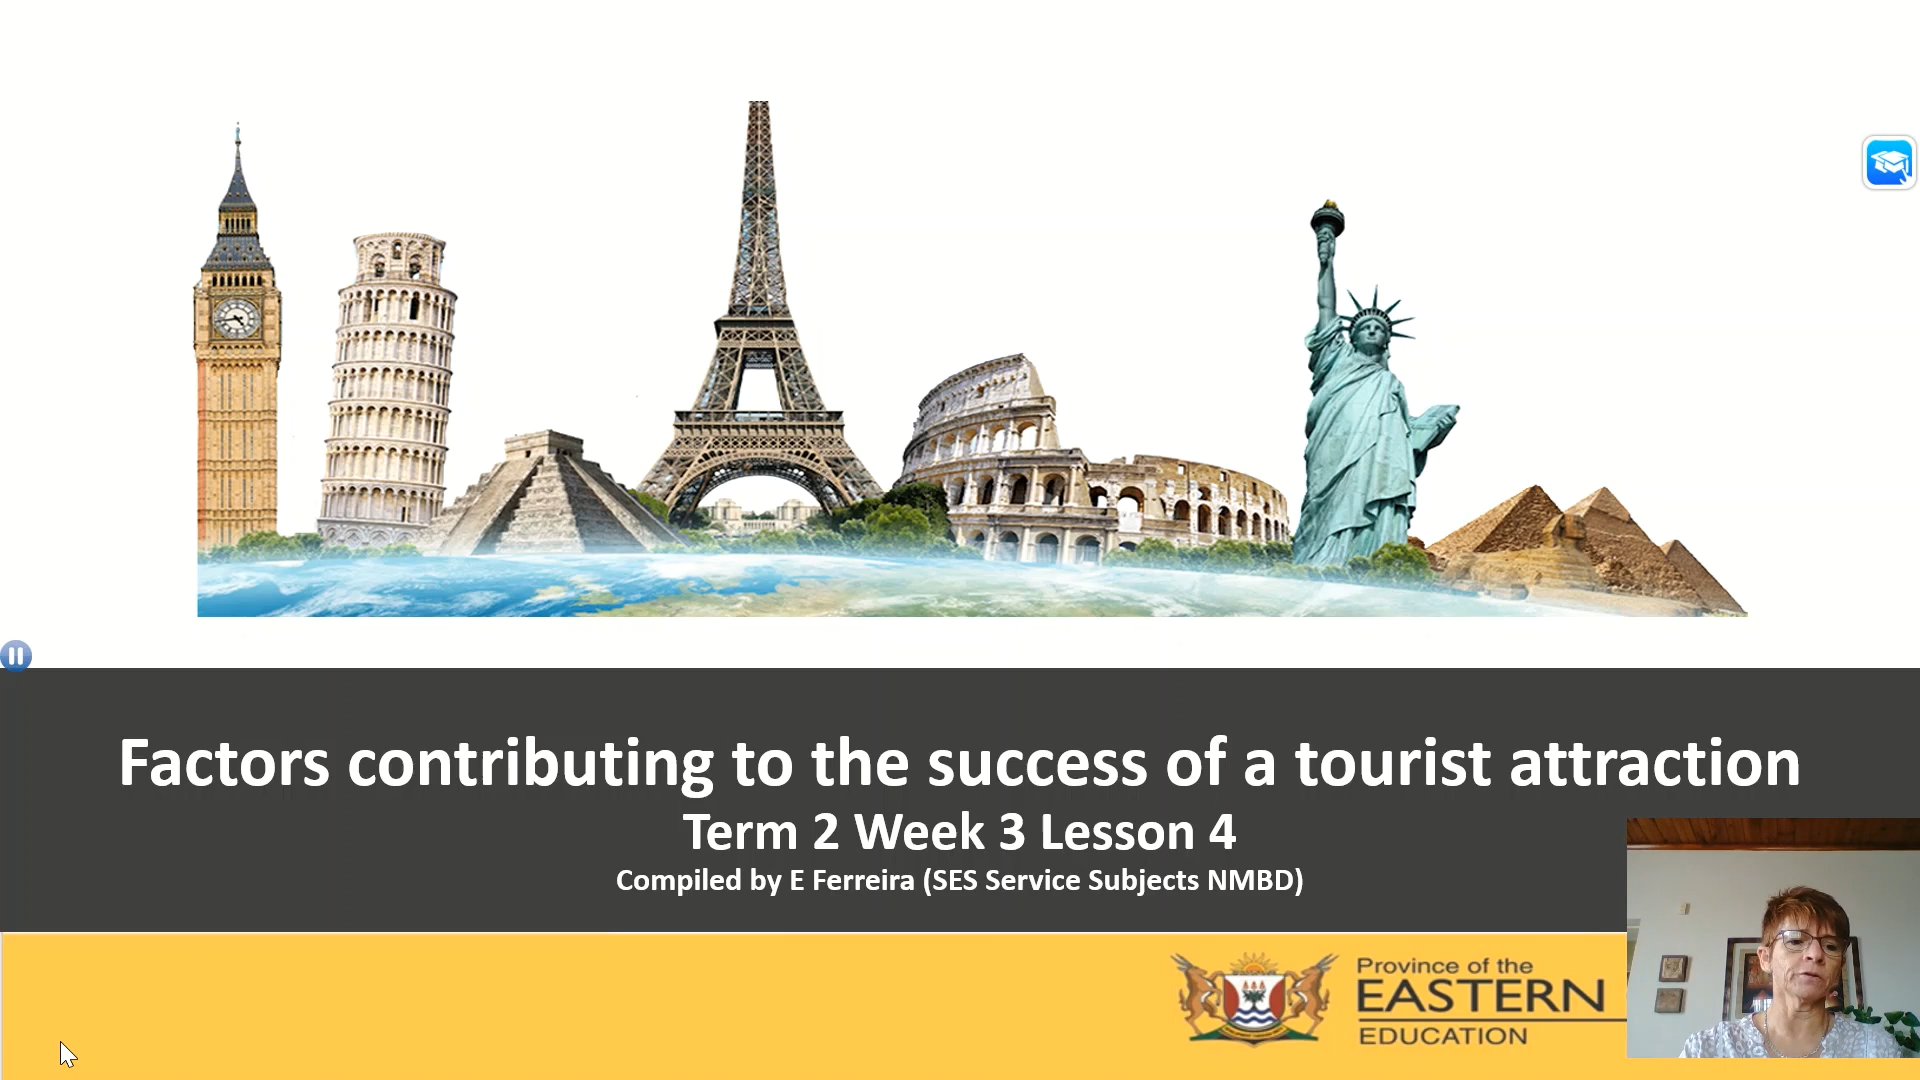 Factors contributing to the success of a tourist attraction
Term 2 Week 3 Lesson 4
Compiled by E Ferreira (SES Service Subjects NMBD)
Province of the
EASTERN
EDUCATION